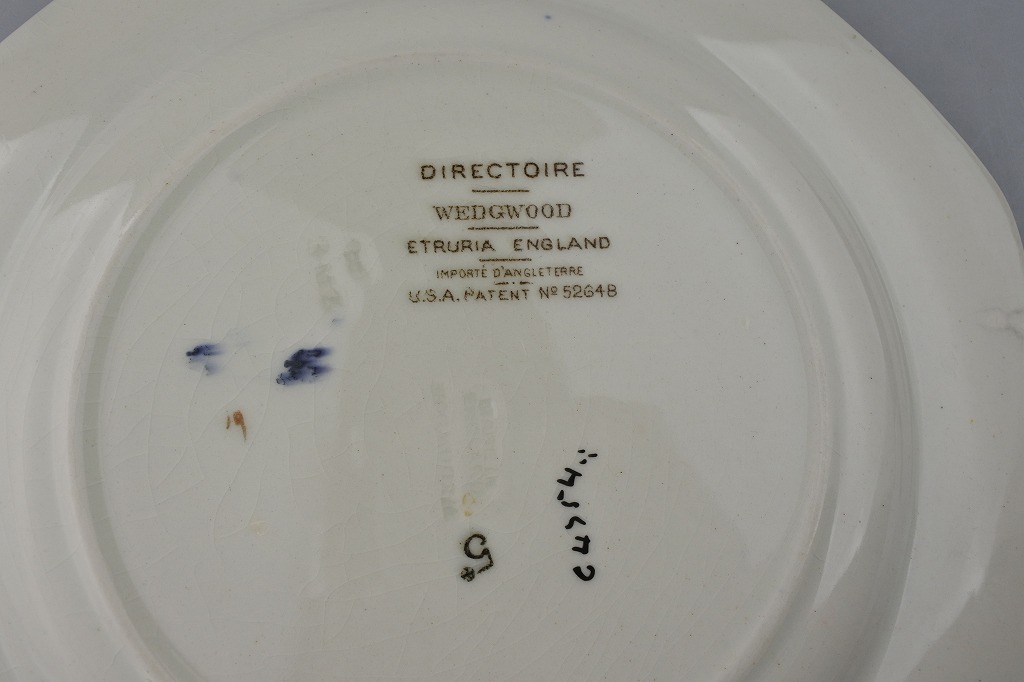 DIRECTOIRE
WEDGWOOD
ETRURIA ENGLAND
IMPORTÉ D'ANGLETERRE
U.S.A. PATENT Nº 52648